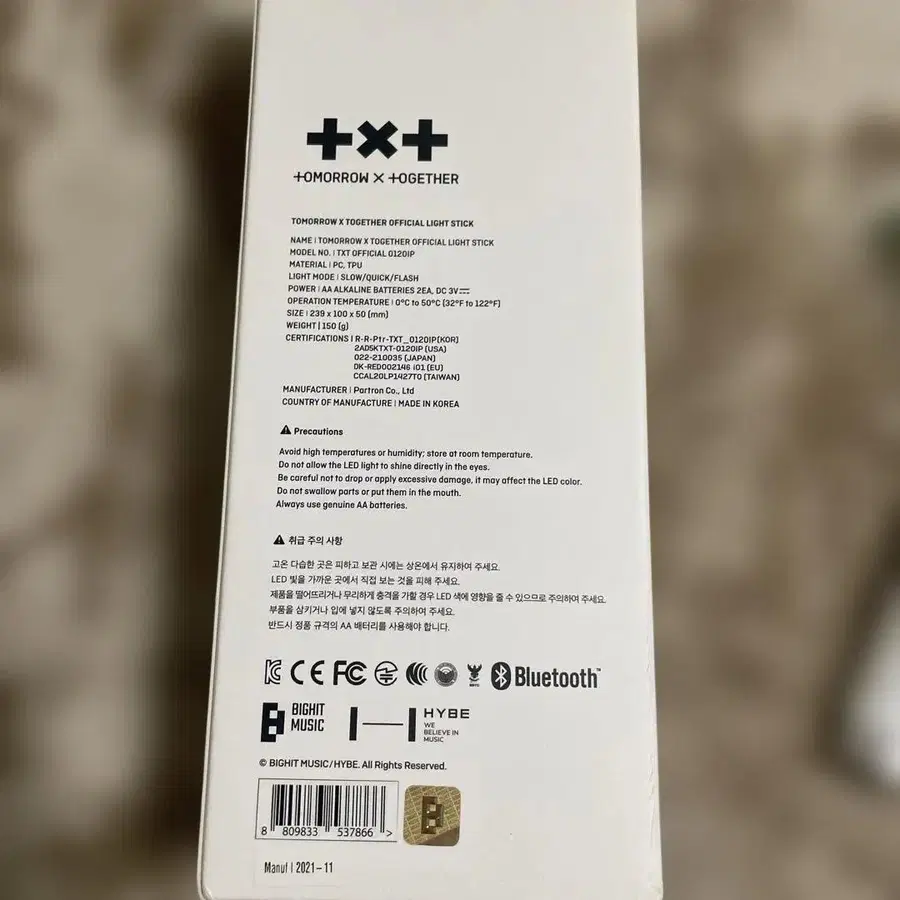 +×+
TOMORROW X TOGETHER
TOMORROW X TOGETHER OFFICIAL LIGHT STICK
NAME | TOMORROW X TOGETHER OFFICIAL LIGHT STICK
MODEL NO. | TXT OFFICIAL 0120IP
MATERIAL | PC, TPU
LIGHT MODE | SLOW/QUICK/FLASH
POWER | AA ALKALINE BATTERIES 2EA, DC 3V⎓
OPERATION TEMPERATURE | 0°C to 50°C (32°F to 122°F)
SIZE | 239 x 100 x 50 (mm)
WEIGHT | 150 (g)
CERTIFICATIONS | R-R-Ptr-TXT_0120IP(KOR)
2AD5KTXT-0120IP (USA)
022-210035 (JAPAN)
DK-RED002146 i01 (EU)
CCAL20LP1427T0 (TAIWAN)
MANUFACTURER | Partron Co., Ltd
COUNTRY OF MANUFACTURE | MADE IN KOREA
⚠ Precautions
Avoid high temperatures or humidity; store at room temperature.
Do not allow the LED light to shine directly in the eyes.
Be careful not to drop or apply excessive damage, it may affect the LED color.
Do not swallow parts or put them in the mouth.
Always use genuine AA batteries.
⚠ 취급 주의 사항
고온 다습한 곳은 피하고 보관 시에는 상온에서 유지하여 주세요.
LED 빛을 가까운 곳에서 직접 보는 것을 피해 주세요.
제품을 떨어뜨리거나 무리하게 충격을 가할 경우 LED 색에 영향을 줄 수 있으므로 주의하여 주세요.
부품을 삼키거나 입에 넣지 않도록 주의하여 주세요.
반드시 정품 규격의 AA 배터리를 사용해야 합니다.
CE FC Bluetooth™
BIGHIT MUSIC
HYBE
WE BELIEVE IN MUSIC
© BIGHIT MUSIC/HYBE. All Rights Reserved.
8 809833 537866 >
Manuf | 2021-11